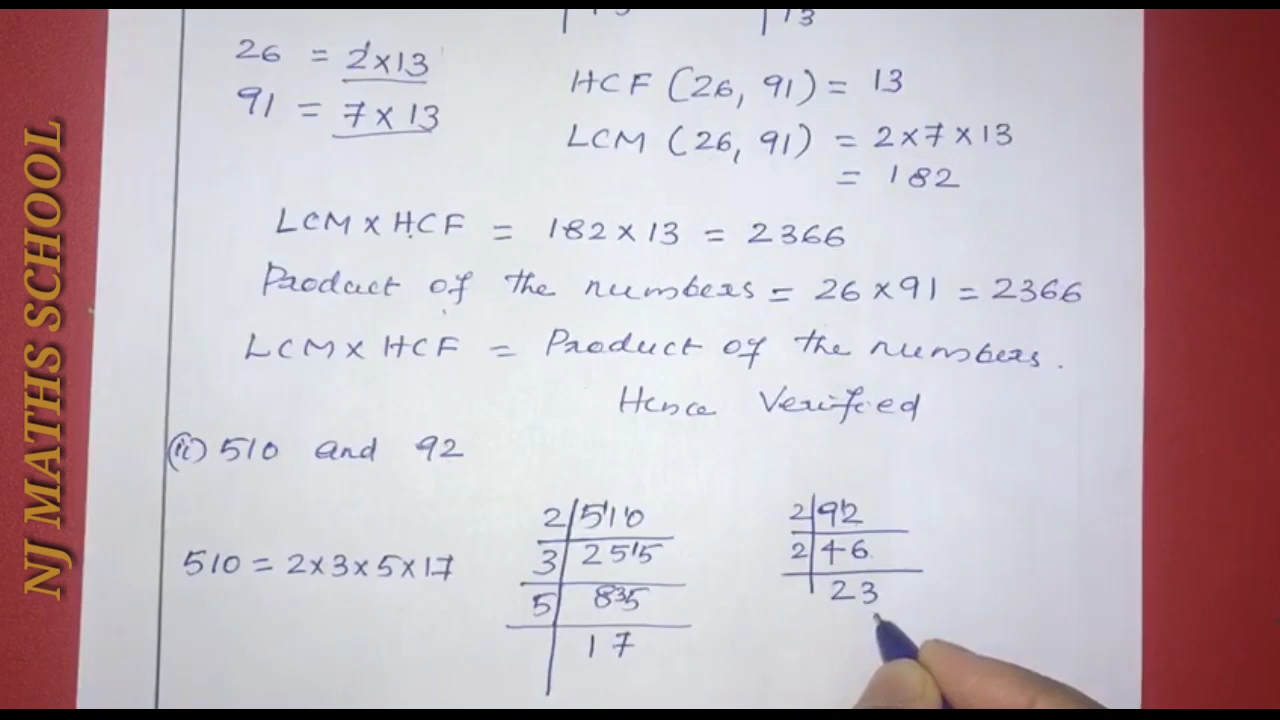 NJ MATHS SCHOOL
13
26 = 2×13
91 = 7×13
HCF (26, 91) = 13
LCM (26, 91) = 2×7×13
= 182
LCM × HCF = 182×13 = 2366
Product of the numbers = 26×91 = 2366
LCM × HCF = Product of the numbers.
Hence Verified
(ii) 510 and 92
510 = 2×3×5×17
2 510
3 255
5 85
17
2 92
2 46
23